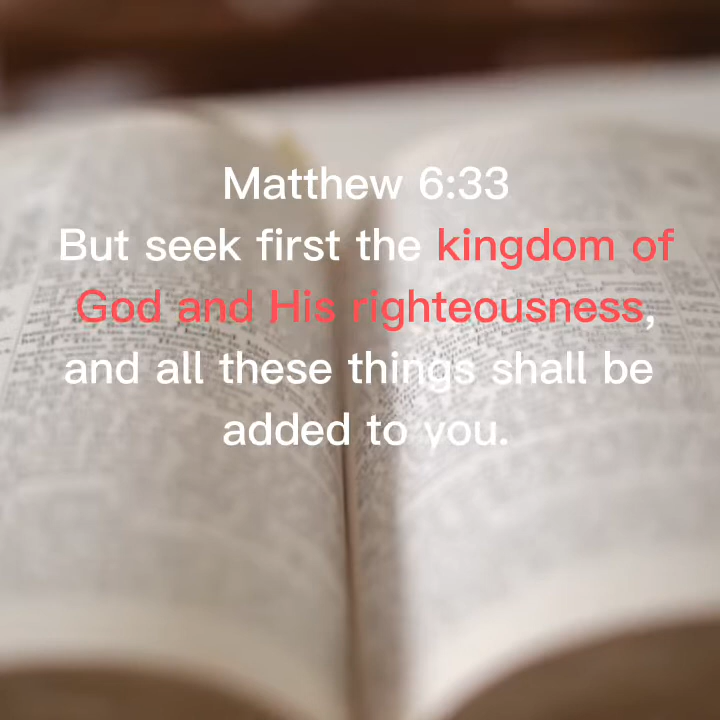 Matthew 6:33
But seek first the kingdom of
God and His righteousness,
and all these things shall be
added to you.